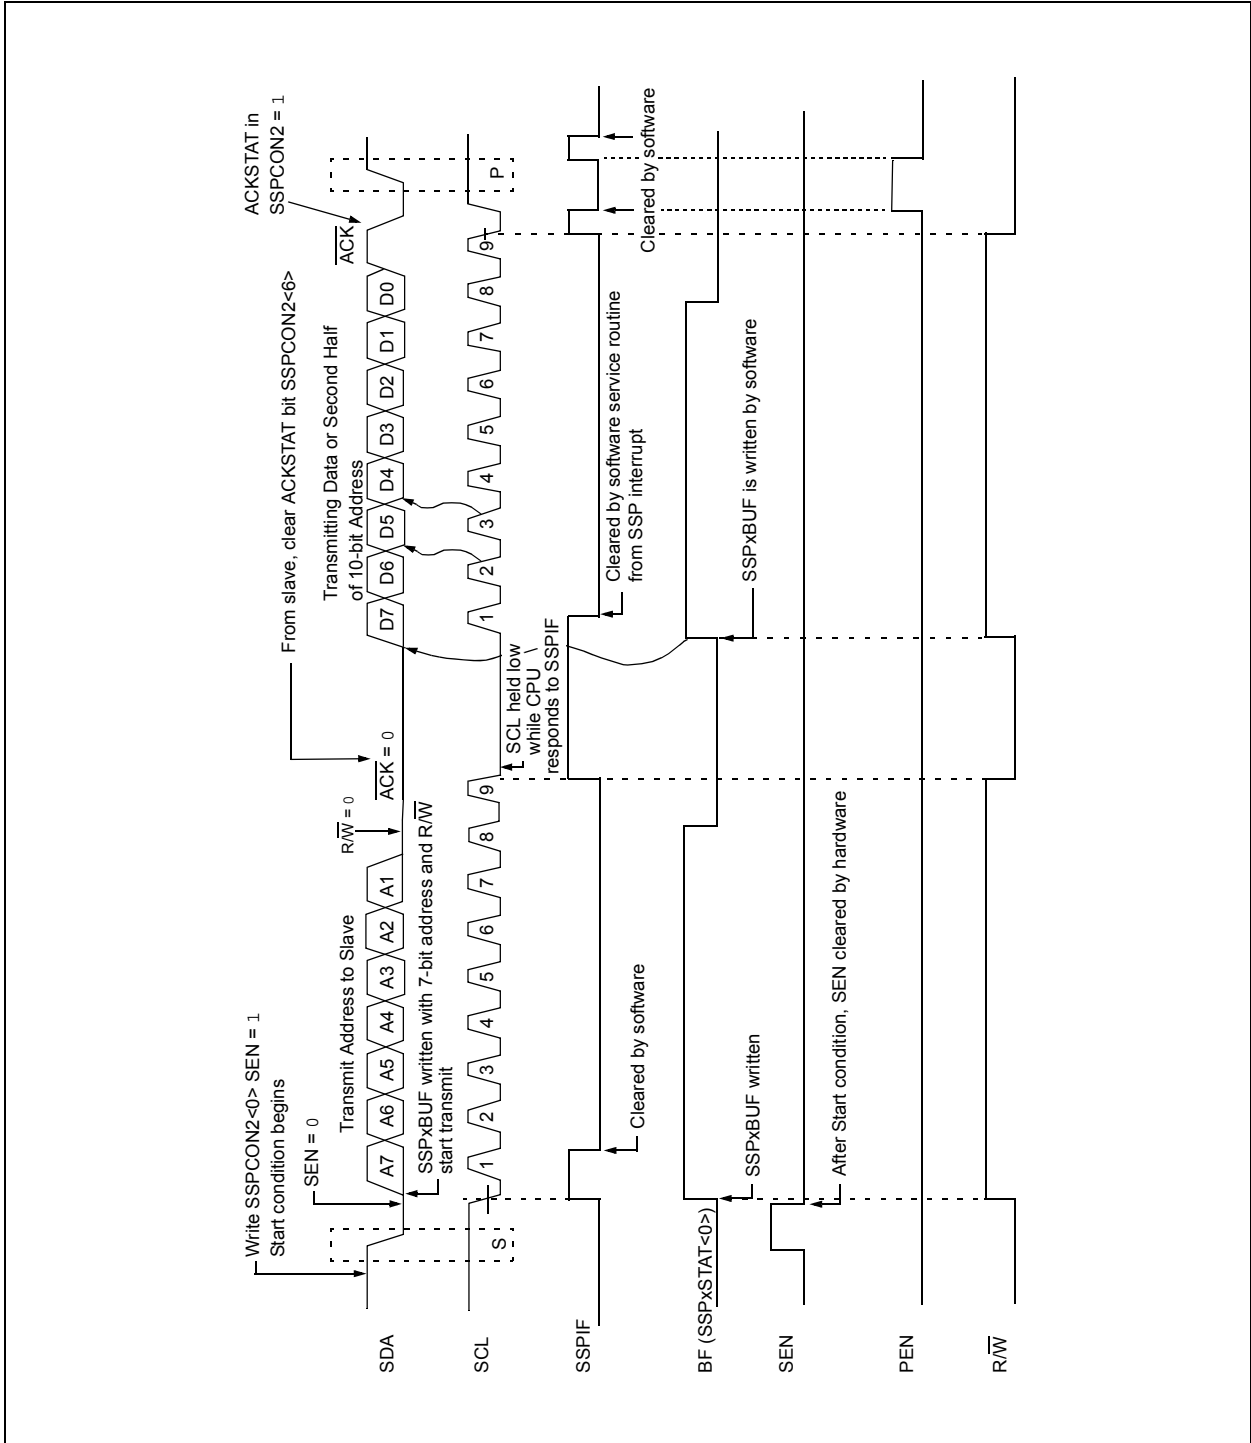 Write SSPCON2<0> SEN = 1
Start condition begins
SEN = 0
From slave, clear ACKSTAT bit SSPCON2<6>
ACKSTAT in
SSPCON2 = 1
Transmit Address to Slave
R/W = 0
ACK = 0
Transmitting Data or Second Half
of 10-bit Address
ACK
SDA
A7 A6 A5 A4 A3 A2 A1
D7 D6 D5 D4 D3 D2 D1 D0
SSPxBUF written with 7-bit address and R/W
start transmit
SCL
S
1 2 3 4 5 6 7 8 9
1 2 3 4 5 6 7 8 9
P
SCL held low
while CPU
responds to SSPIF
SSPIF
Cleared by software
Cleared by software service routine
from SSP interrupt
Cleared by software
BF (SSPxSTAT<0>)
SSPxBUF written
SSPxBUF is written by software
SEN
After Start condition, SEN cleared by hardware
PEN
R/W